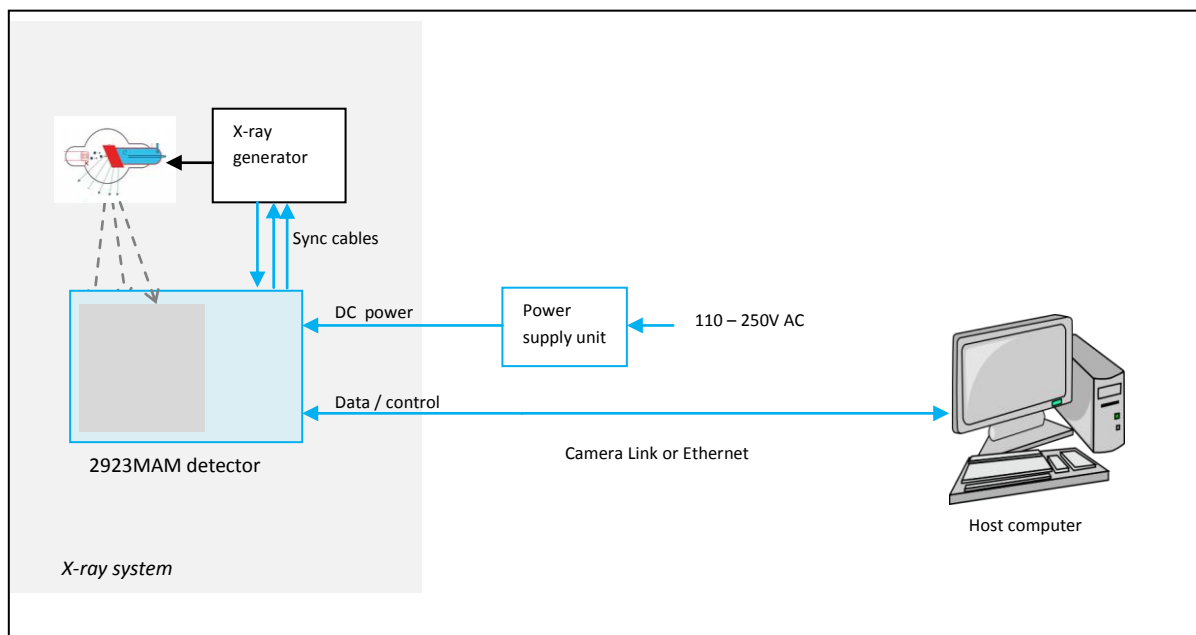 X-ray
generator
Sync cables
DC  power
Power
supply unit
110 – 250V AC
Data / control
2923MAM detector
Camera Link or Ethernet
Host computer
X-ray system